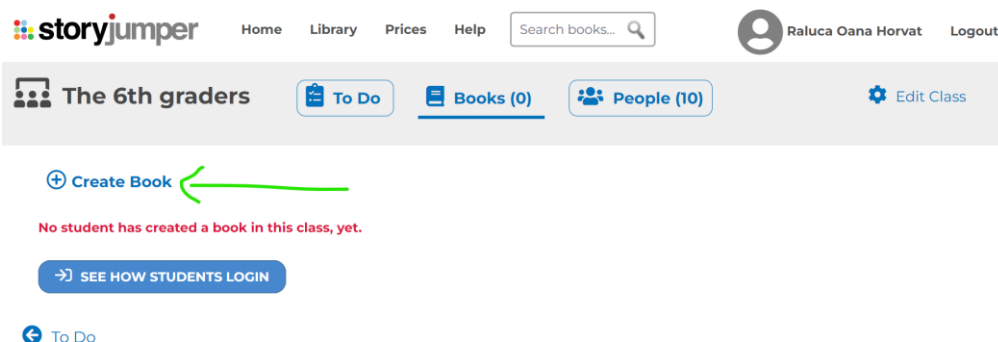 storyjumper Home Library Prices Help Search books... Raluca Oana Horvat Logout
The 6th graders To Do Books (0) People (10) Edit Class
Create Book
No student has created a book in this class, yet.
SEE HOW STUDENTS LOGIN
To Do